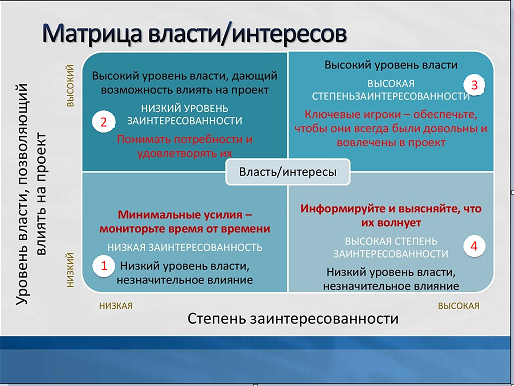 Матрица власти/интересов
Уровень власти, позволяющий
влиять на проект
ВЫСОКИЙ
НИЗКИЙ
Высокий уровень власти, дающий
возможность влиять на проект
НИЗКИЙ УРОВЕНЬ
ЗАИНТЕРЕСОВАННОСТИ
2
Понимать потребности и
удовлетворять их
Высокий уровень власти
ВЫСОКАЯ
СТЕПЕНЬЗАИНТЕРЕСОВАННОСТИ
3
Ключевые игроки – обеспечьте,
чтобы они всегда были довольны и
вовлечены в проект
Власть/интересы
Минимальные усилия –
мониторьте время от времени
НИЗКАЯ ЗАИНТЕРЕСОВАННОСТЬ
1
Низкий уровень власти,
незначительное влияние
Информируйте и выясняйте, что
их волнует
ВЫСОКАЯ СТЕПЕНЬ
ЗАИНТЕРЕСОВАННОСТИ
4
Низкий уровень власти,
незначительное влияние
НИЗКАЯ
ВЫСОКАЯ
Степень заинтересованности